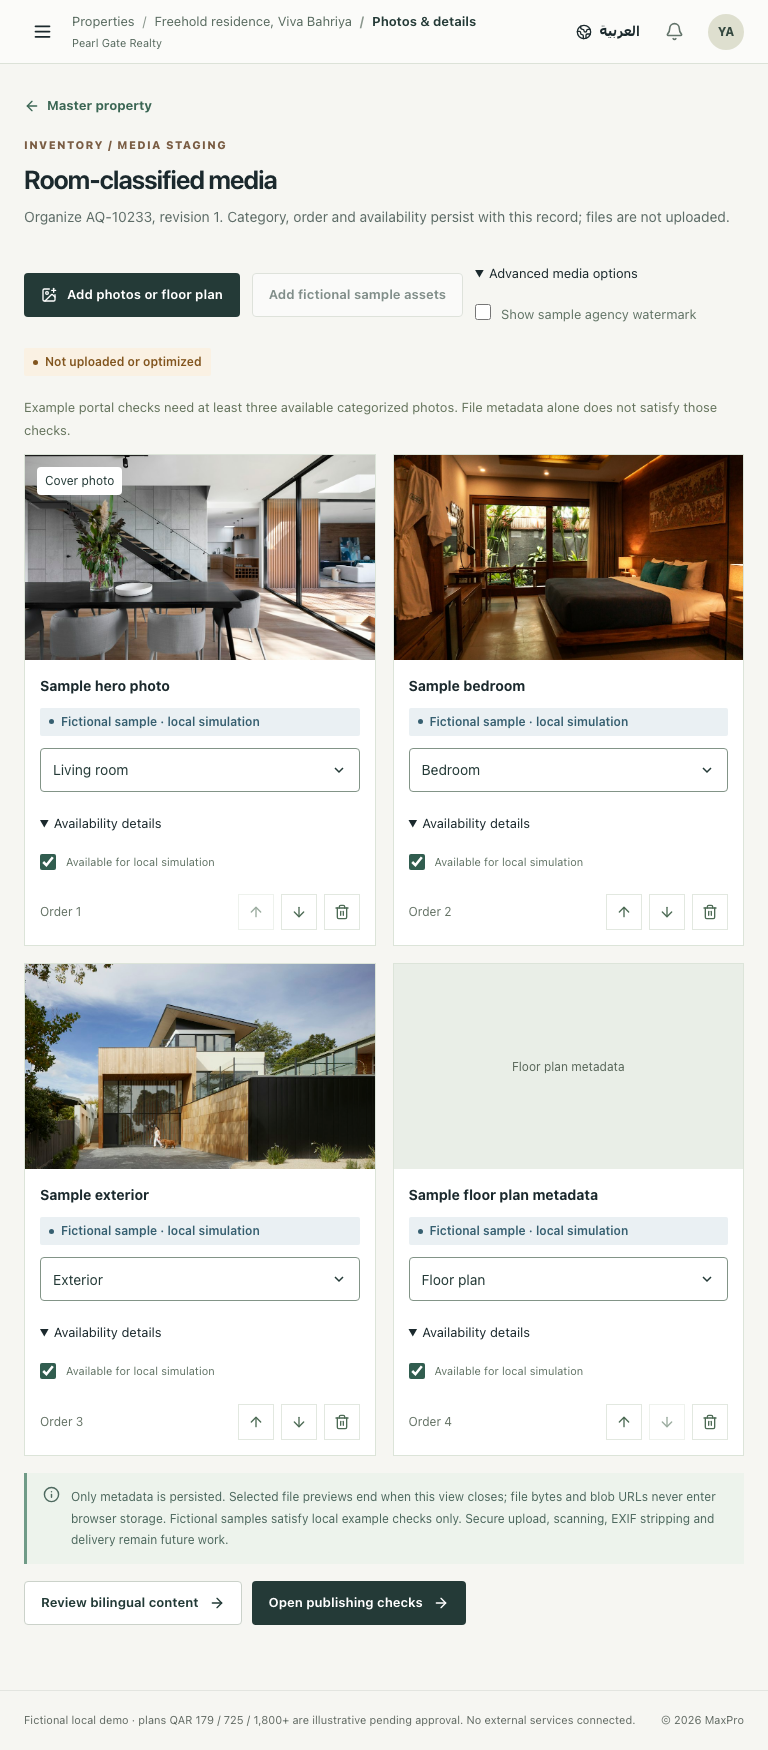 Properties / Freehold residence, Viva Bahriya / Photos & details
Pearl Gate Realty
العربية
YA
Master property
INVENTORY / MEDIA STAGING
Room-classified media
Organize AQ-10233, revision 1. Category, order and availability persist with this record; files are not uploaded.
Add photos or floor plan
Add fictional sample assets
Advanced media options
Show sample agency watermark
Not uploaded or optimized
Example portal checks need at least three available categorized photos. File metadata alone does not satisfy those
checks.
Cover photo
Sample hero photo
Fictional sample · local simulation
Living room
Availability details
Available for local simulation
Order 1
Sample bedroom
Fictional sample · local simulation
Bedroom
Availability details
Available for local simulation
Order 2
Sample exterior
Fictional sample · local simulation
Exterior
Availability details
Available for local simulation
Order 3
Floor plan metadata
Sample floor plan metadata
Fictional sample · local simulation
Floor plan
Availability details
Available for local simulation
Order 4
Only metadata is persisted. Selected file previews end when this view closes; file bytes and blob URLs never enter
browser storage. Fictional samples satisfy local example checks only. Secure upload, scanning, EXIF stripping and
delivery remain future work.
Review bilingual content
Open publishing checks
Fictional local demo · plans QAR 179 / 725 / 1,800+ are illustrative pending approval. No external services connected.
© 2026 MaxPro